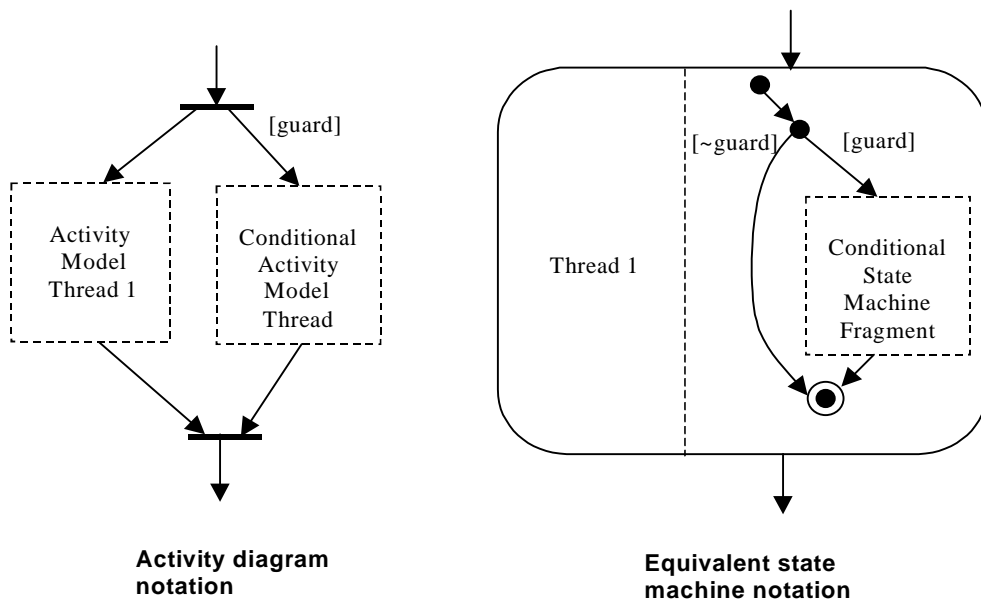 [guard]
Activity
Model
Thread 1
Conditional
Activity
Model
Thread
Activity diagram
notation
[~guard]
[guard]
Thread 1
Conditional
State
Machine
Fragment
Equivalent state
machine notation